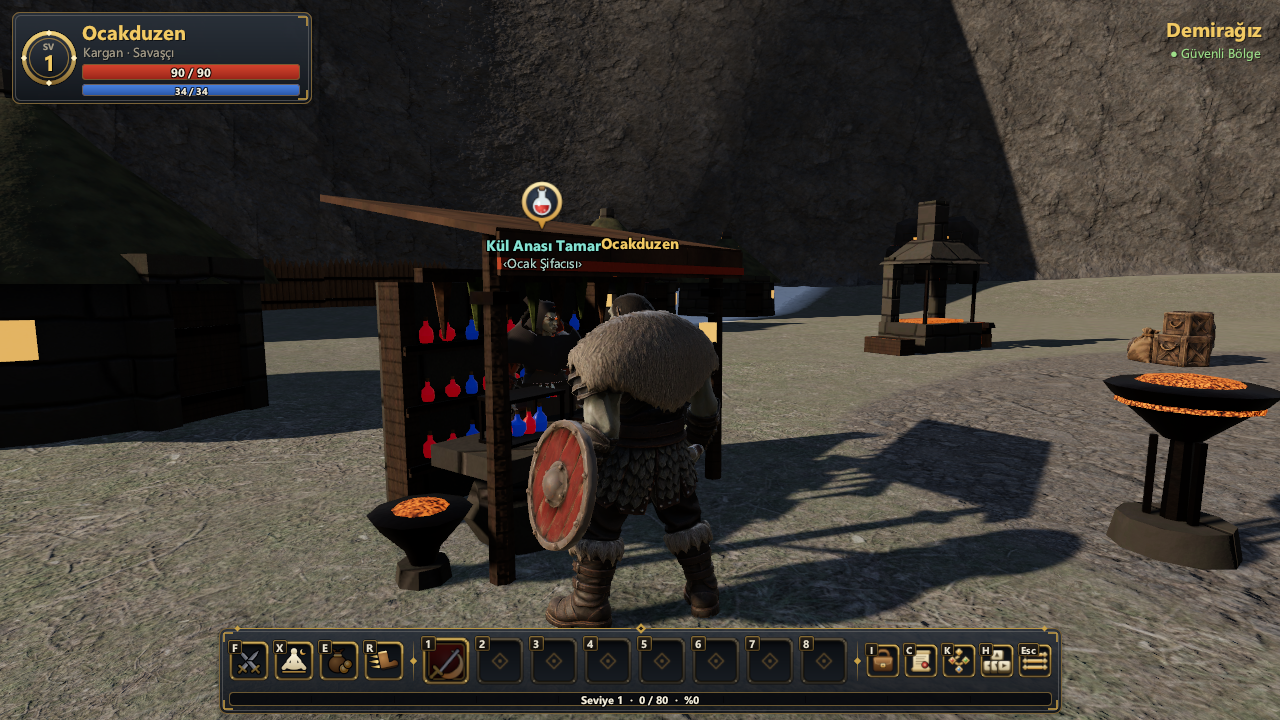 SV
1
Ocakduzen
Kargan · Savaşçı
90 / 90
34 / 34
Demirağız
● Güvenli Bölge
Kül Anası Tamar
Ocakduzen
‹Ocak Şifacısı›
F
X
E
R
1
2
3
4
5
6
7
8
I
C
K
H
Esc
Seviye 1 · 0 / 80 · %0